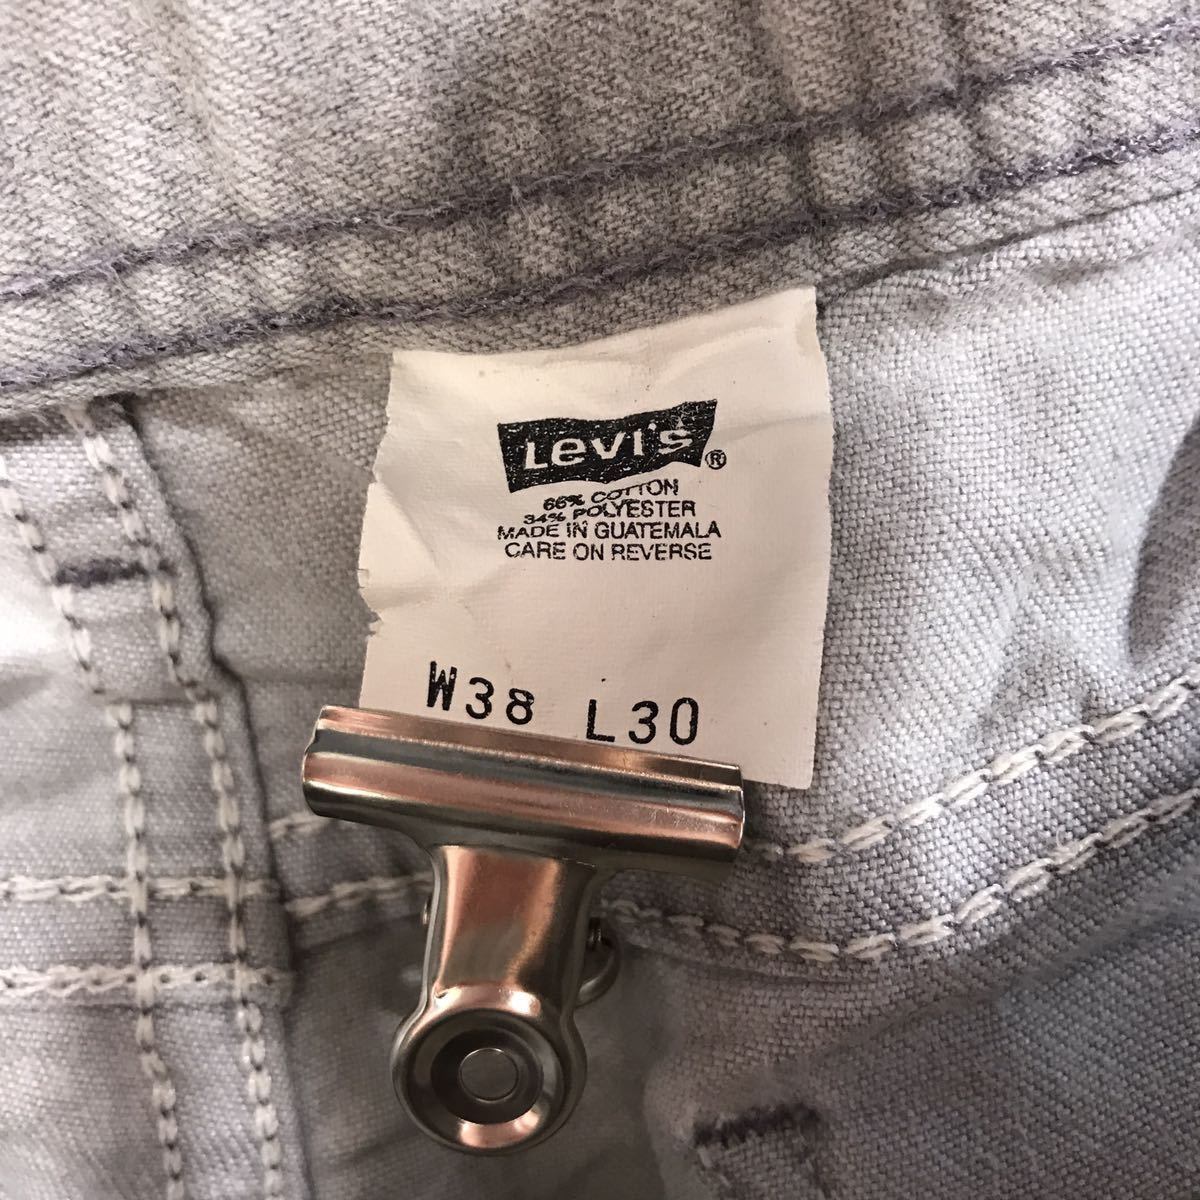 Levi's®
66% COTTON
34% POLYESTER
MADE IN GUATEMALA
CARE ON REVERSE
W38 L30